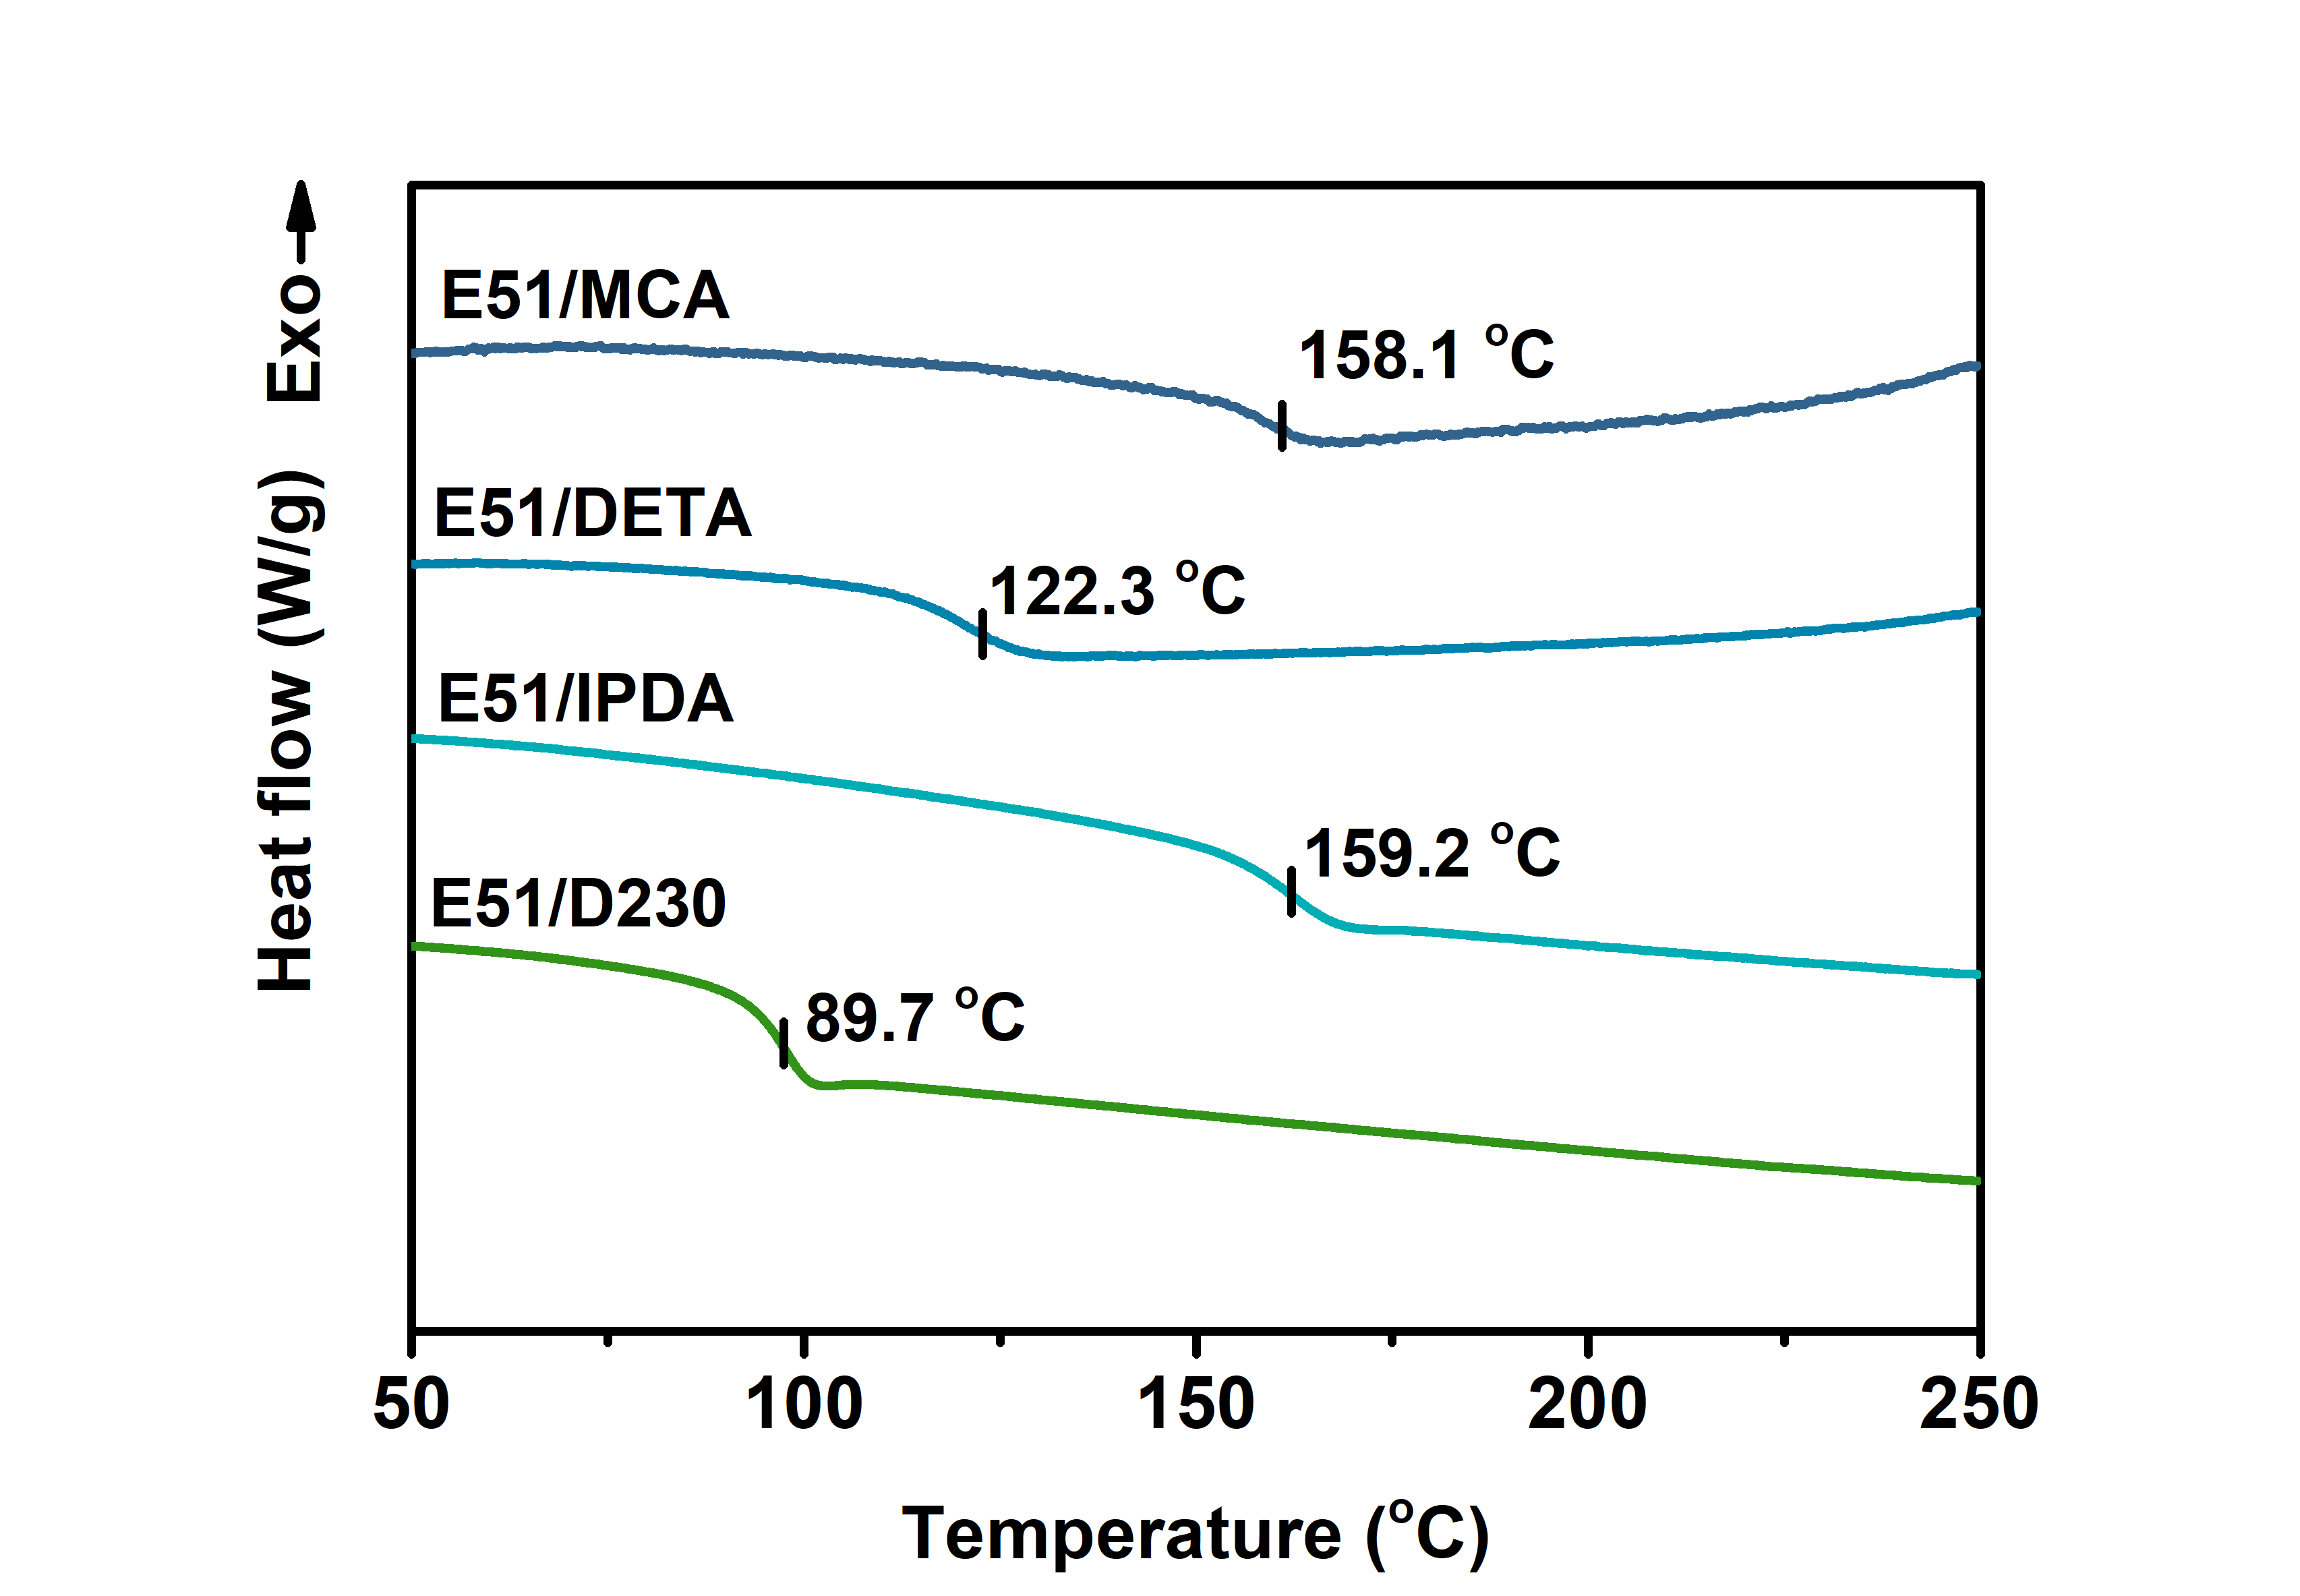 Heat flow (W/g) Exo
E51/MCA
158.1 °C
E51/DETA
122.3 °C
E51/IPDA
159.2 °C
E51/D230
89.7 °C
50 100 150 200 250
Temperature (°C)